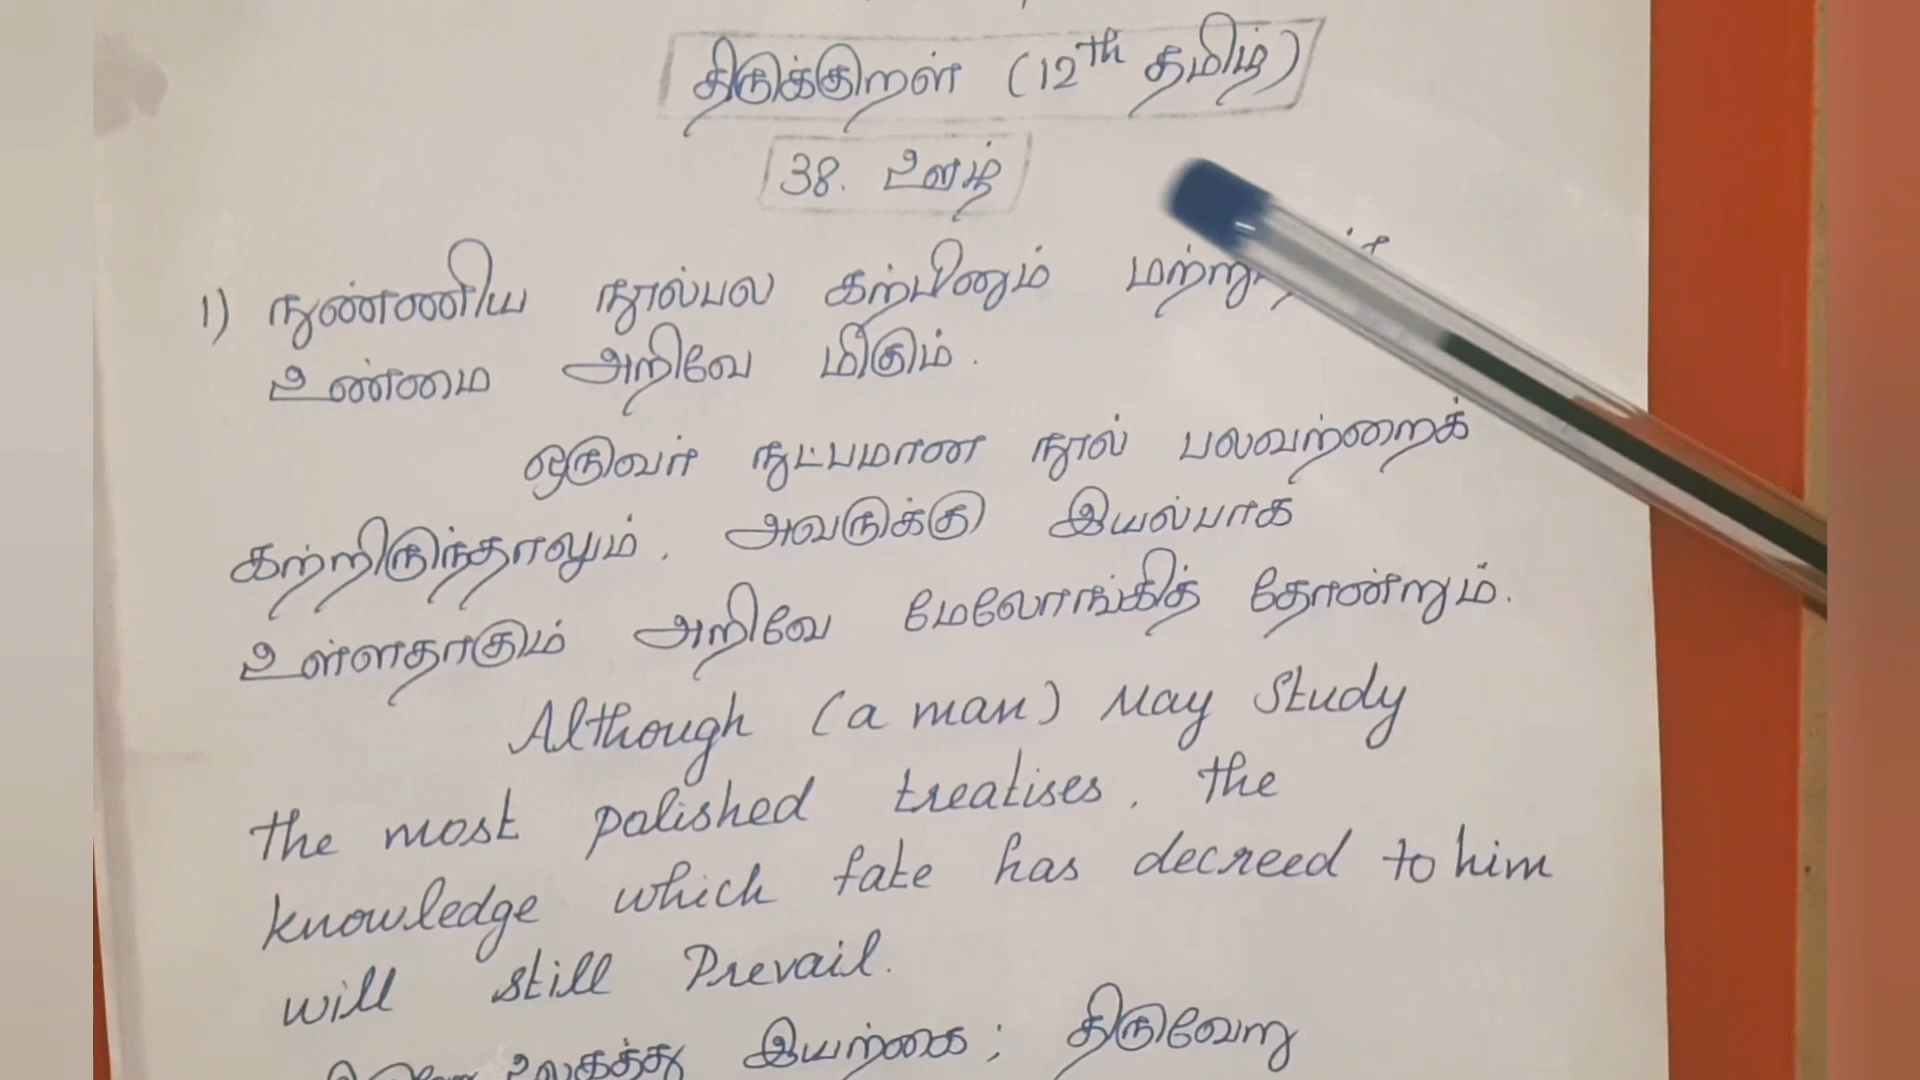 திருக்குறள் (12th தமிழ்)
38. ஊழ்
1) நுண்ணிய நூல்பல கற்பினும்
உண்மை அறிவே மிகும்.
ஒருவர் நுட்பமான நூல் பலவற்றைக்
கற்றிருந்தாலும். அவருக்கு இயல்பாக
உள்ளதாகும் அறிவே மேலோங்கித் தோண்றும்.
Although (a man) May Study
the most polished treatises, the
knowledge which fate has decreed to him
will still Prevail.
உலகத்து இயற்கை; திருவேறு